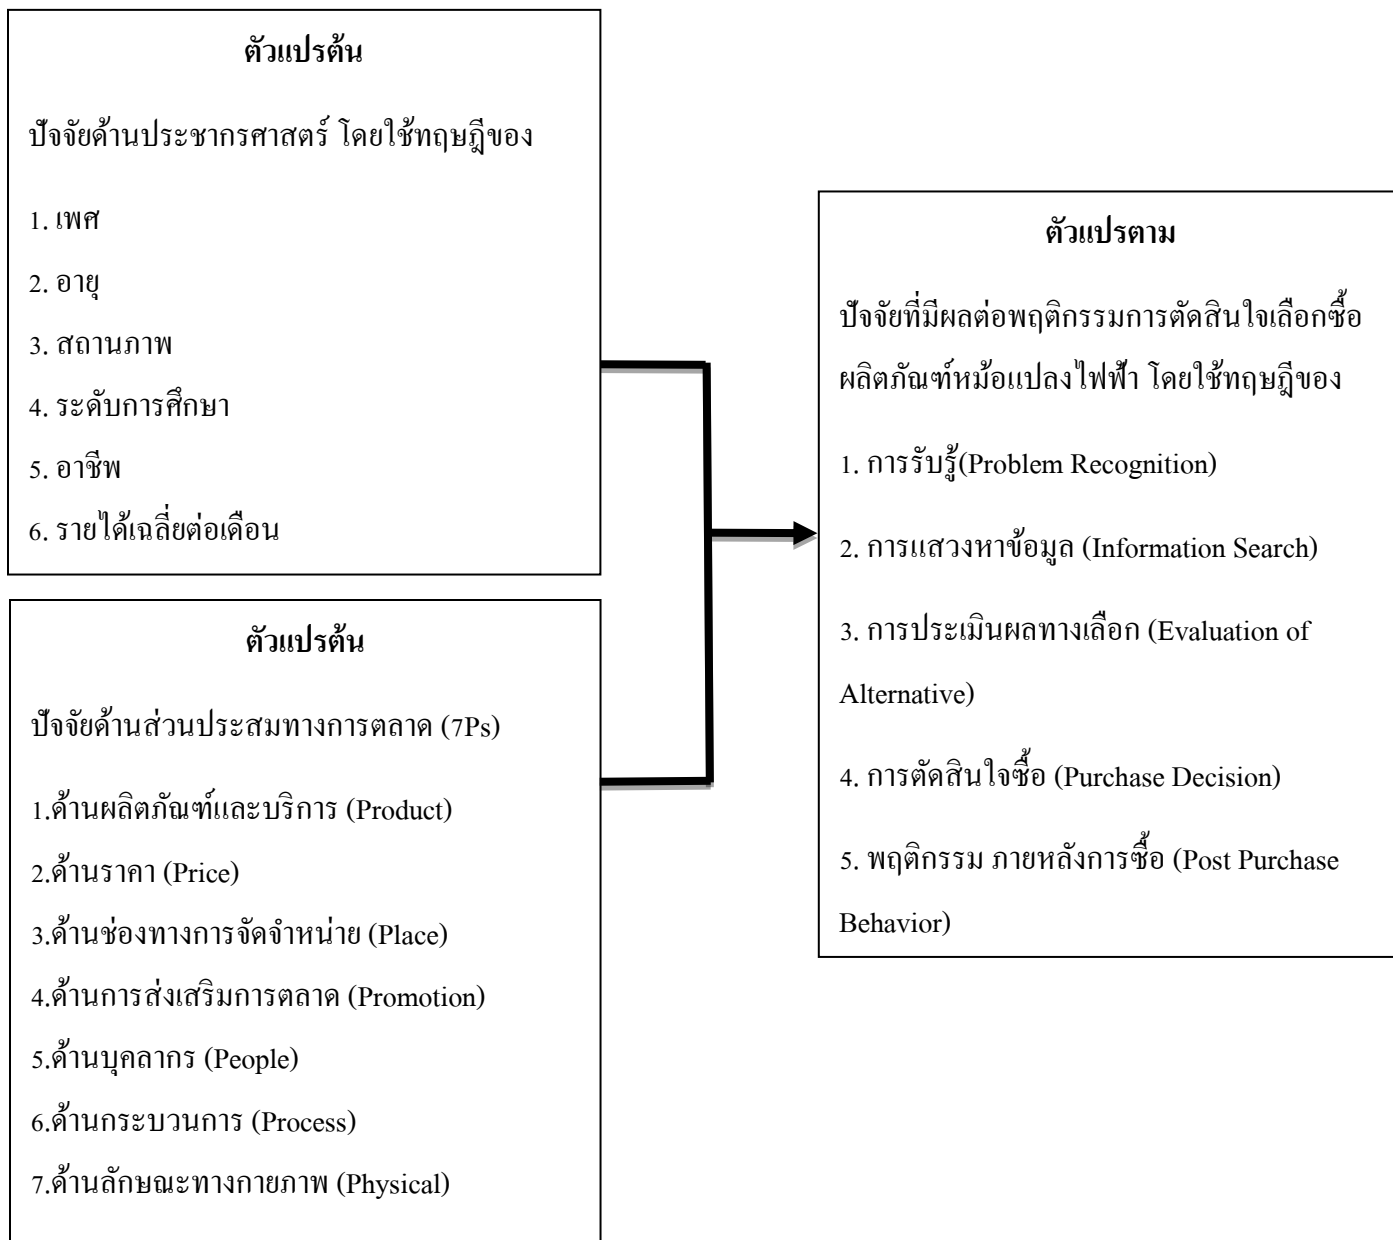 ตัวแปรต้น
ปัจจัยด้านประชากรศาสตร์ โดยใช้ทฤษฎีของ
1. เพศ
2. อายุ
3. สถานภาพ
4. ระดับการศึกษา
5. อาชีพ
6. รายได้เฉลี่ยต่อเดือน
ตัวแปรต้น
ปัจจัยด้านส่วนประสมทางการตลาด (7Ps)
1.ด้านผลิตภัณฑ์และบริการ (Product)
2.ด้านราคา (Price)
3.ด้านช่องทางการจัดจำหน่าย (Place)
4.ด้านการส่งเสริมการตลาด (Promotion)
5.ด้านบุคลากร (People)
6.ด้านกระบวนการ (Process)
7.ด้านลักษณะทางกายภาพ (Physical)
ตัวแปรตาม
ปัจจัยที่มีผลต่อพฤติกรรมการตัดสินใจเลือกซื้อ
ผลิตภัณฑ์หม้อแปลงไฟฟ้า โดยใช้ทฤษฎีของ
1. การรับรู้(Problem Recognition)
2. การแสวงหาข้อมูล (Information Search)
3. การประเมินผลทางเลือก (Evaluation of
Alternative)
4. การตัดสินใจซื้อ (Purchase Decision)
5. พฤติกรรม ภายหลังการซื้อ (Post Purchase
Behavior)